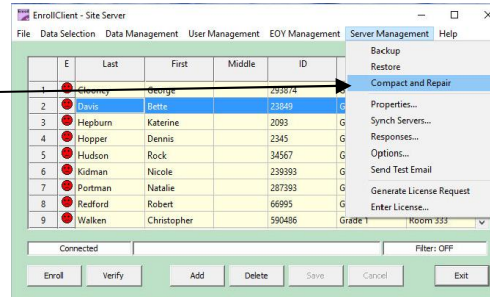 EnrollClient - Site Server
File Data Selection Data Management User Management EOY Management Server Management Help
Backup
Restore
Compact and Repair
Properties...
Synch Servers...
Responses...
Options...
Send Test Email
Generate License Request
Enter License...
E Last First Middle ID
1 Clooney George 293874 G
2 Davis Bette 23849 G
3 Hepburn Katerine 2093 G
4 Hopper Dennis 2345 G
5 Hudson Rock 34567 G
6 Kidman Nicole 239393 G
7 Portman Natalie 287393 G
8 Redford Robert 66995 G
9 Walken Christopher 590486 Grade 1 Room 333
Connected Filter: OFF
Enroll Verify Add Delete Save Cancel Exit